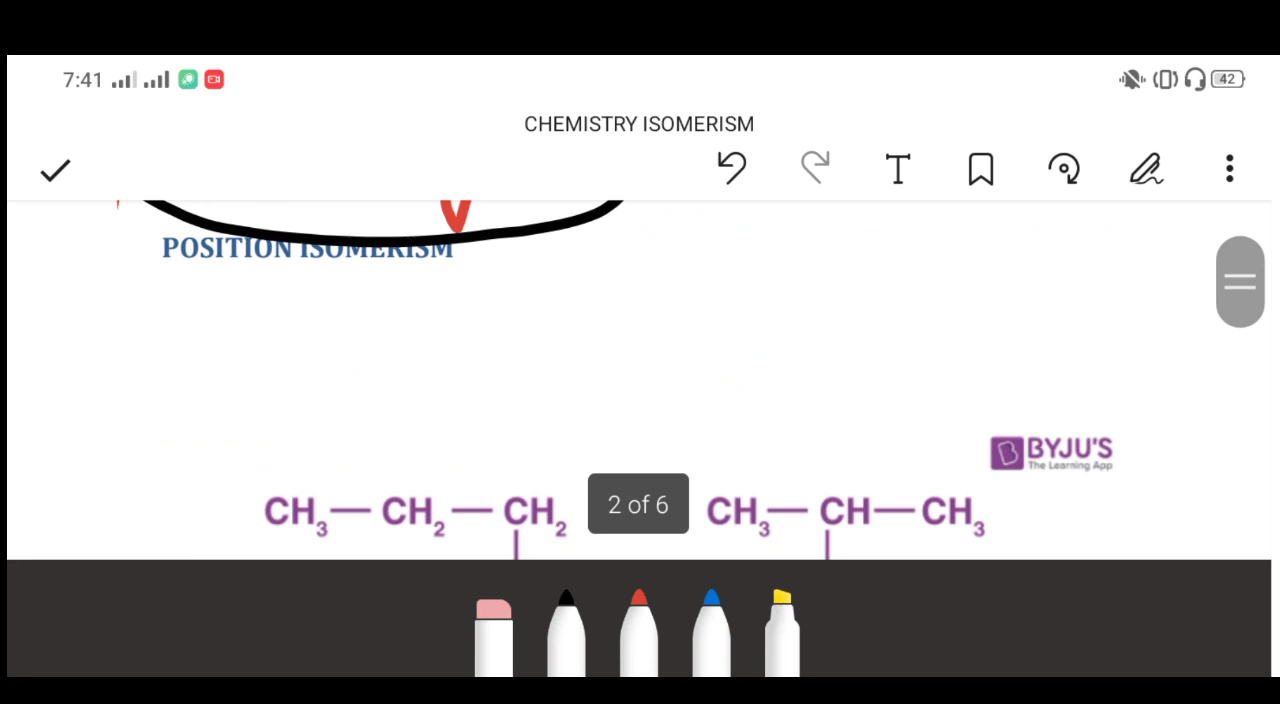 7:41
42
CHEMISTRY ISOMERISM
T
POSITION ISOMERISM
BYJU'S
The Learning App
CH₃—CH₂—CH₂
2 of 6
CH₃—CH—CH₃